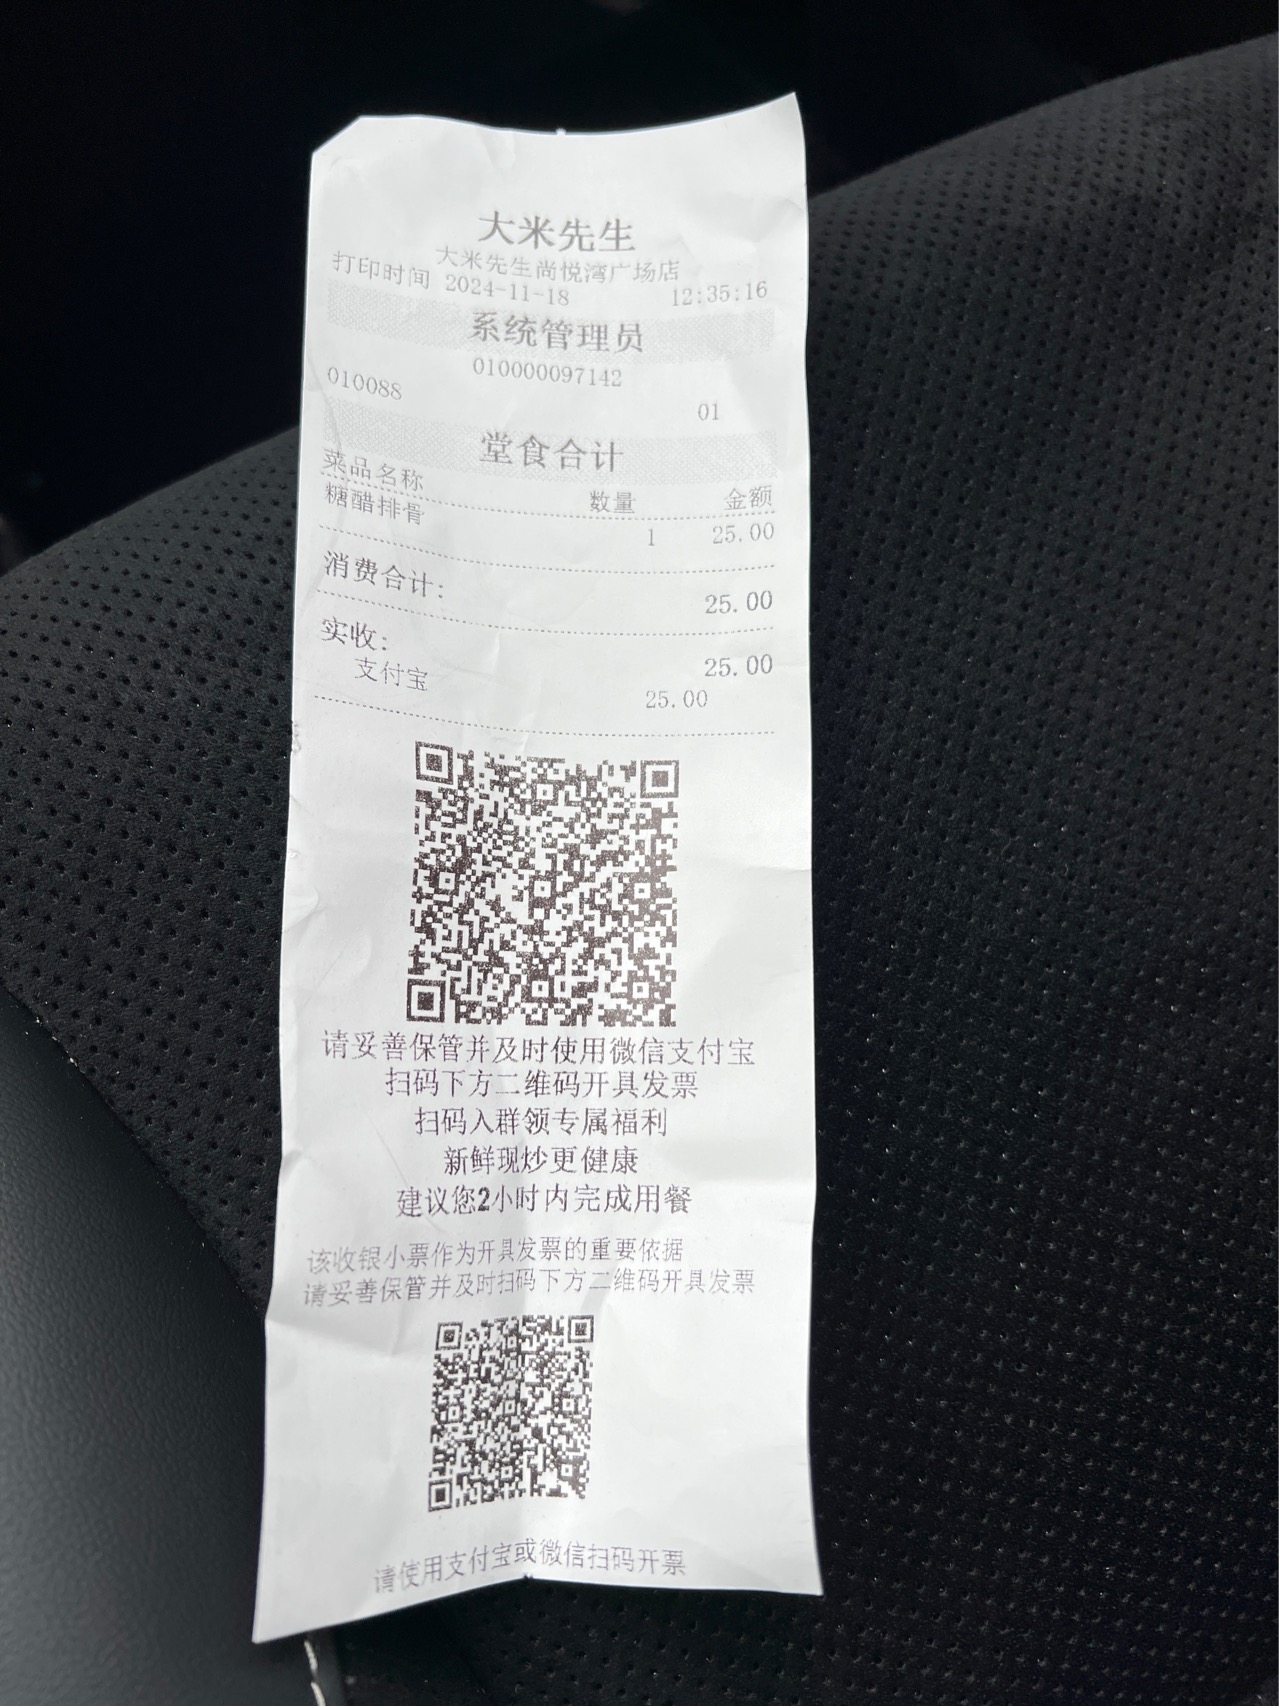 大米先生
大米先生尚悦湾广场店
打印时间 2024-11-18 12:35:16
系统管理员
010000097142
010088 01
堂食合计
菜品名称 数量 金额
糖醋排骨 1 25.00
消费合计: 25.00
实收: 25.00
支付宝 25.00
请妥善保管并及时使用微信支付宝
扫码下方二维码开具发票
扫码入群领专属福利
新鲜现炒更健康
建议您2小时内完成用餐
该收银小票作为开具发票的重要依据
请妥善保管并及时扫码下方二维码开具发票
请使用支付宝或微信扫码开票